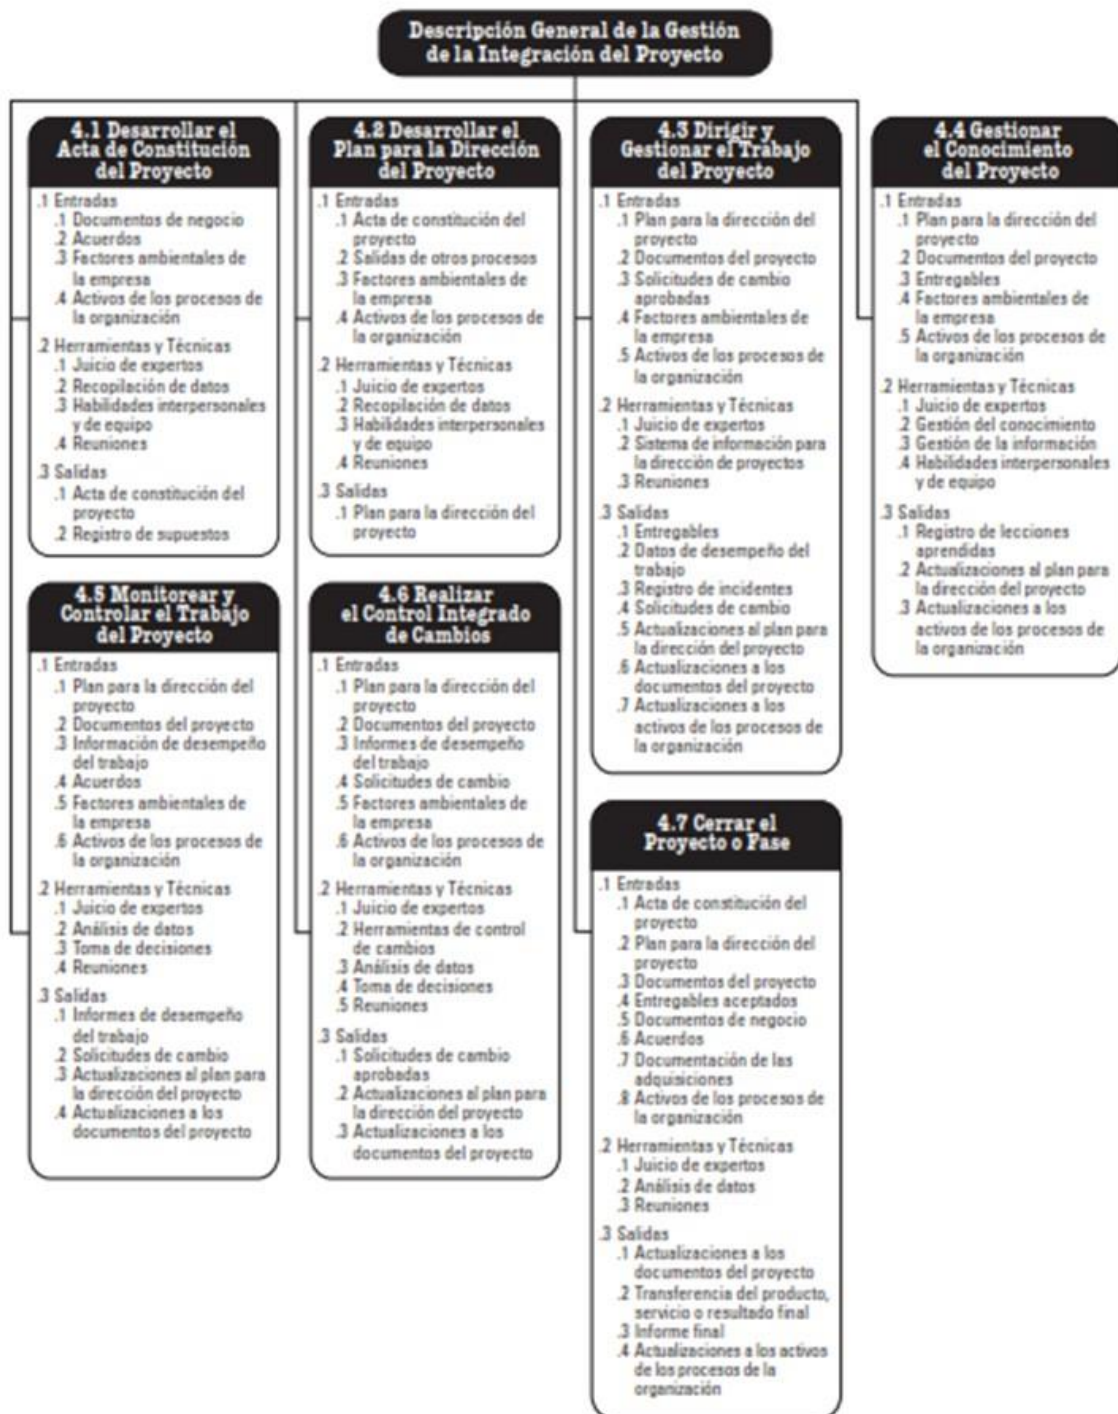 Descripción General de la Gestión
de la Integración del Proyecto
4.1 Desarrollar el
Acta de Constitución
del Proyecto
.1 Entradas
.1 Documentos de negocio
.2 Acuerdos
.3 Factores ambientales de
la empresa
.4 Activos de los procesos de
la organización
.2 Herramientas y Técnicas
.1 Juicio de expertos
.2 Recopilación de datos
.3 Habilidades interpersonales
y de equipo
.4 Reuniones
.3 Salidas
.1 Acta de constitución del
proyecto
.2 Registro de supuestos
4.2 Desarrollar el
Plan para la Dirección
del Proyecto
.1 Entradas
.1 Acta de constitución del
proyecto
.2 Salidas de otros procesos
.3 Factores ambientales de
la empresa
.4 Activos de los procesos de
la organización
.2 Herramientas y Técnicas
.1 Juicio de expertos
.2 Recopilación de datos
.3 Habilidades interpersonales
y de equipo
.4 Reuniones
.3 Salidas
.1 Plan para la dirección del
proyecto
4.3 Dirigir y
Gestionar el Trabajo
del Proyecto
.1 Entradas
.1 Plan para la dirección del
proyecto
.2 Documentos del proyecto
.3 Solicitudes de cambio
aprobadas
.4 Factores ambientales de
la empresa
.5 Activos de los procesos de
la organización
.2 Herramientas y Técnicas
.1 Juicio de expertos
.2 Sistema de información para
la dirección de proyectos
.3 Reuniones
.3 Salidas
.1 Entregables
.2 Datos de desempeño del
trabajo
.3 Registro de incidentes
.4 Solicitudes de cambio
.5 Actualizaciones al plan para
la dirección del proyecto
.6 Actualizaciones a los
documentos del proyecto
.7 Actualizaciones a los
activos de los procesos de
la organización
4.4 Gestionar
el Conocimiento
del Proyecto
.1 Entradas
.1 Plan para la dirección del
proyecto
.2 Documentos del proyecto
.3 Entregables
.4 Factores ambientales de
la empresa
.5 Activos de los procesos de
la organización
.2 Herramientas y Técnicas
.1 Juicio de expertos
.2 Gestión del conocimiento
.3 Gestión de la información
.4 Habilidades interpersonales
y de equipo
.3 Salidas
.1 Registro de lecciones
aprendidas
.2 Actualizaciones al plan para
la dirección del proyecto
.3 Actualizaciones a los
activos de los procesos de
la organización
4.5 Monitorear y
Controlar el Trabajo
del Proyecto
.1 Entradas
.1 Plan para la dirección del
proyecto
.2 Documentos del proyecto
.3 Información de desempeño
del trabajo
.4 Acuerdos
.5 Factores ambientales de
la empresa
.6 Activos de los procesos de
la organización
.2 Herramientas y Técnicas
.1 Juicio de expertos
.2 Análisis de datos
.3 Toma de decisiones
.4 Reuniones
.3 Salidas
.1 Informes de desempeño
del trabajo
.2 Solicitudes de cambio
.3 Actualizaciones al plan para
la dirección del proyecto
.4 Actualizaciones a los
documentos del proyecto
4.6 Realizar
el Control Integrado
de Cambios
.1 Entradas
.1 Plan para la dirección del
proyecto
.2 Documentos del proyecto
.3 Informes de desempeño
del trabajo
.4 Solicitudes de cambio
.5 Factores ambientales de
la empresa
.6 Activos de los procesos de
la organización
.2 Herramientas y Técnicas
.1 Juicio de expertos
.2 Herramientas de control
de cambios
.3 Análisis de datos
.4 Toma de decisiones
.5 Reuniones
.3 Salidas
.1 Solicitudes de cambio
aprobadas
.2 Actualizaciones al plan para
la dirección del proyecto
.3 Actualizaciones a los
documentos del proyecto
4.7 Cerrar el
Proyecto o Fase
.1 Entradas
.1 Acta de constitución del
proyecto
.2 Plan para la dirección del
proyecto
.3 Documentos del proyecto
.4 Entregables aceptados
.5 Documentos de negocio
.6 Acuerdos
.7 Documentación de las
adquisiciones
.8 Activos de los procesos de
la organización
.2 Herramientas y Técnicas
.1 Juicio de expertos
.2 Análisis de datos
.3 Reuniones
.3 Salidas
.1 Actualizaciones a los
documentos del proyecto
.2 Transferencia del producto,
servicio o resultado final
.3 Informe final
.4 Actualizaciones a los activos
de los procesos de la
organización